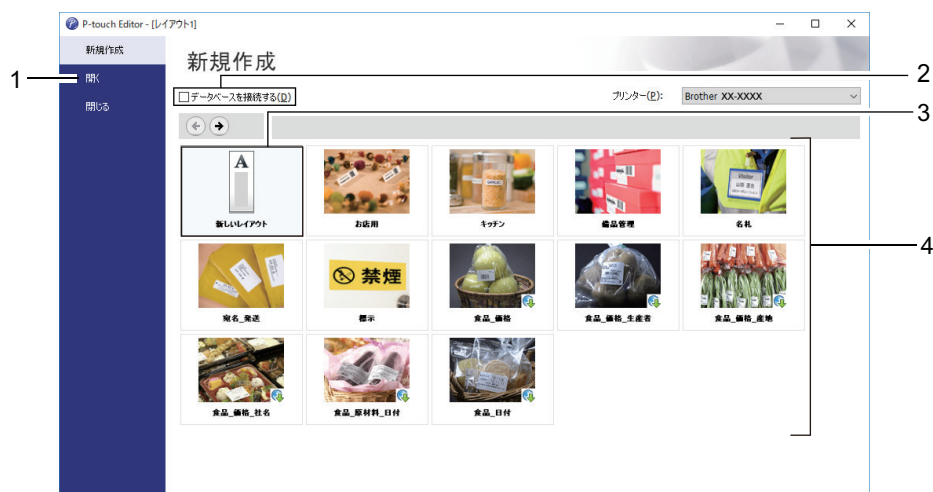 P-touch Editor - [レイアウト1]
新規作成
開く
閉じる
新規作成
データベースを接続する(D)
プリンター(P):
Brother XX-XXXX
新しいレイアウト
お店用
キッチン
備品管理
名札
宛名_発送
禁煙
標示
食品_価格
食品_価格_生産者
食品_価格_産地
食品_価格_社名
食品_原材料_日付
食品_日付
A
Visitor
GARLIC
1
2
3
4